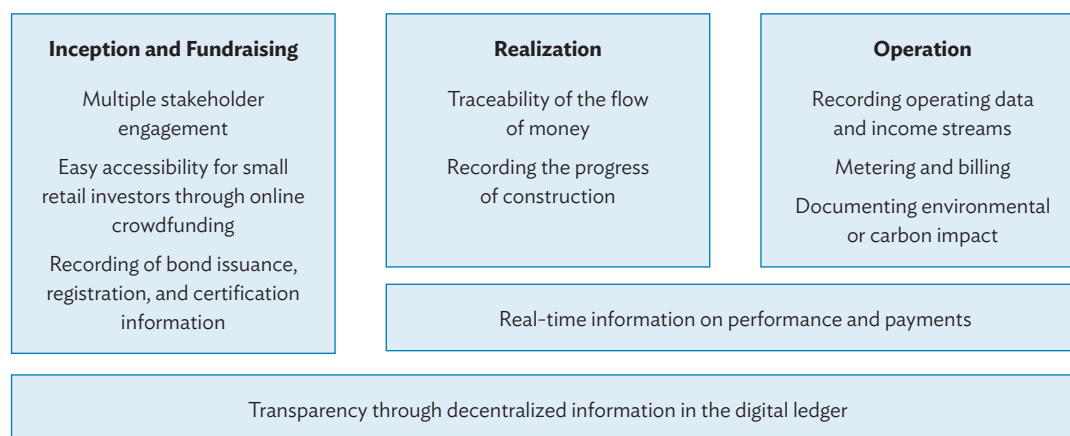 Inception and Fundraising
Multiple stakeholder
engagement
Easy accessibility for small
retail investors through online
crowdfunding
Recording of bond issuance,
registration, and certification
information
Realization
Traceability of the flow
of money
Recording the progress
of construction
Operation
Recording operating data
and income streams
Metering and billing
Documenting environmental
or carbon impact
Real-time information on performance and payments
Transparency through decentralized information in the digital ledger